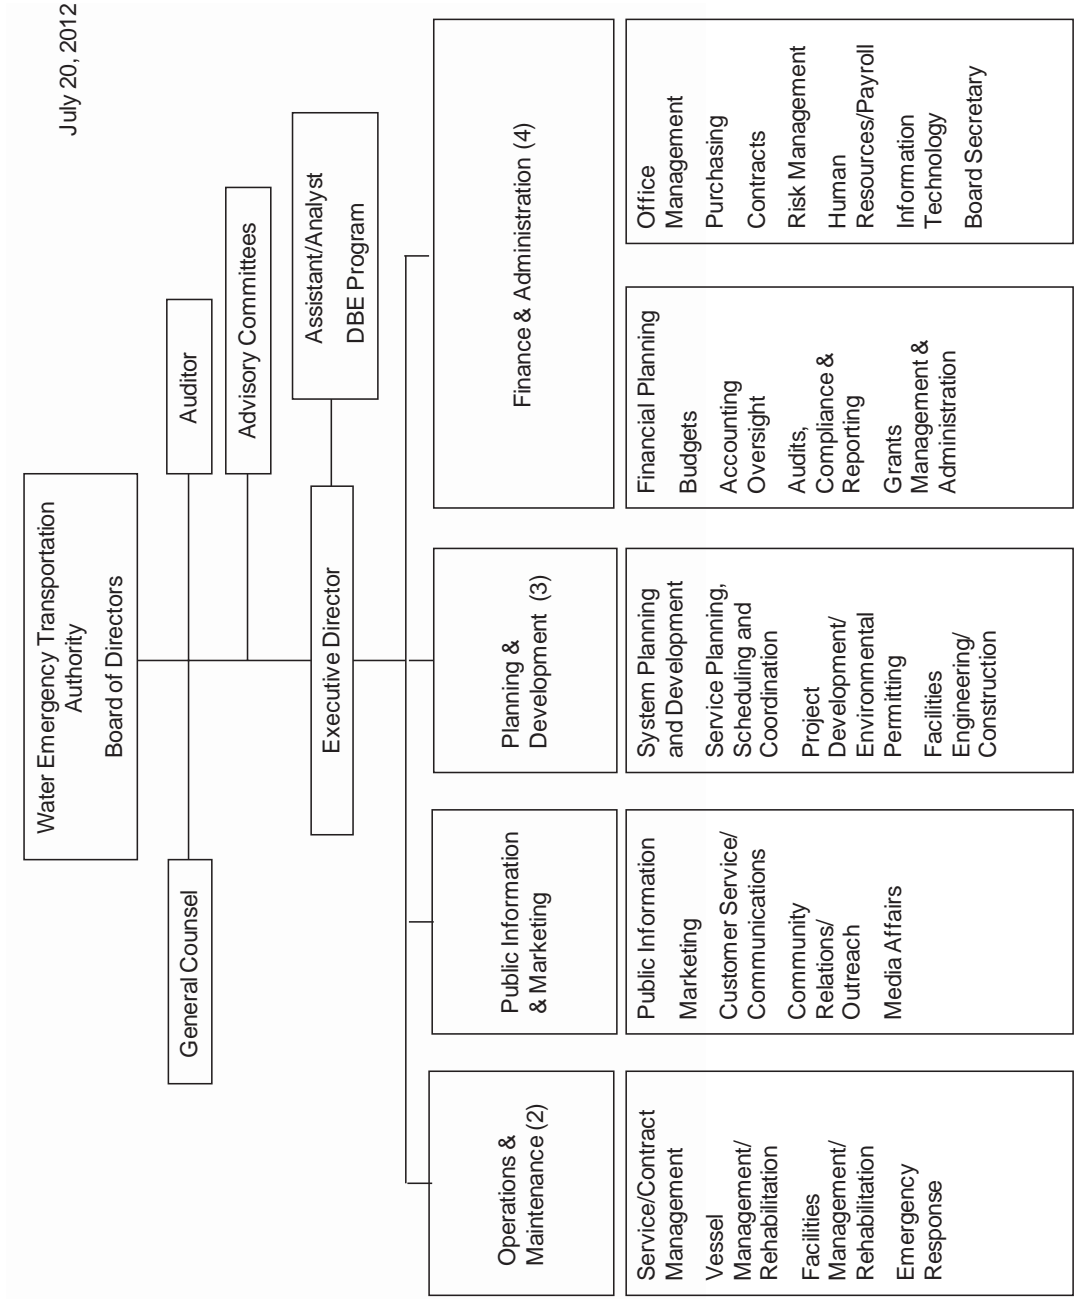 July 20, 2012
Water Emergency Transportation
Authority
Board of Directors
General Counsel
Auditor
Advisory Committees
Executive Director
Assistant/Analyst
DBE Program
Operations &
Maintenance (2)
Public Information
& Marketing
Planning &
Development (3)
Finance & Administration (4)
Service/Contract
Management
Vessel
Management/
Rehabilitation
Facilities
Management/
Rehabilitation
Emergency
Response
Public Information
Marketing
Customer Service/
Communications
Community
Relations/
Outreach
Media Affairs
System Planning
and Development
Service Planning,
Scheduling and
Coordination
Project
Development/
Environmental
Permitting
Facilities
Engineering/
Construction
Financial Planning
Budgets
Accounting
Oversight
Audits,
Compliance &
Reporting
Grants
Management &
Administration
Office
Management
Purchasing
Contracts
Risk Management
Human
Resources/Payroll
Information
Technology
Board Secretary